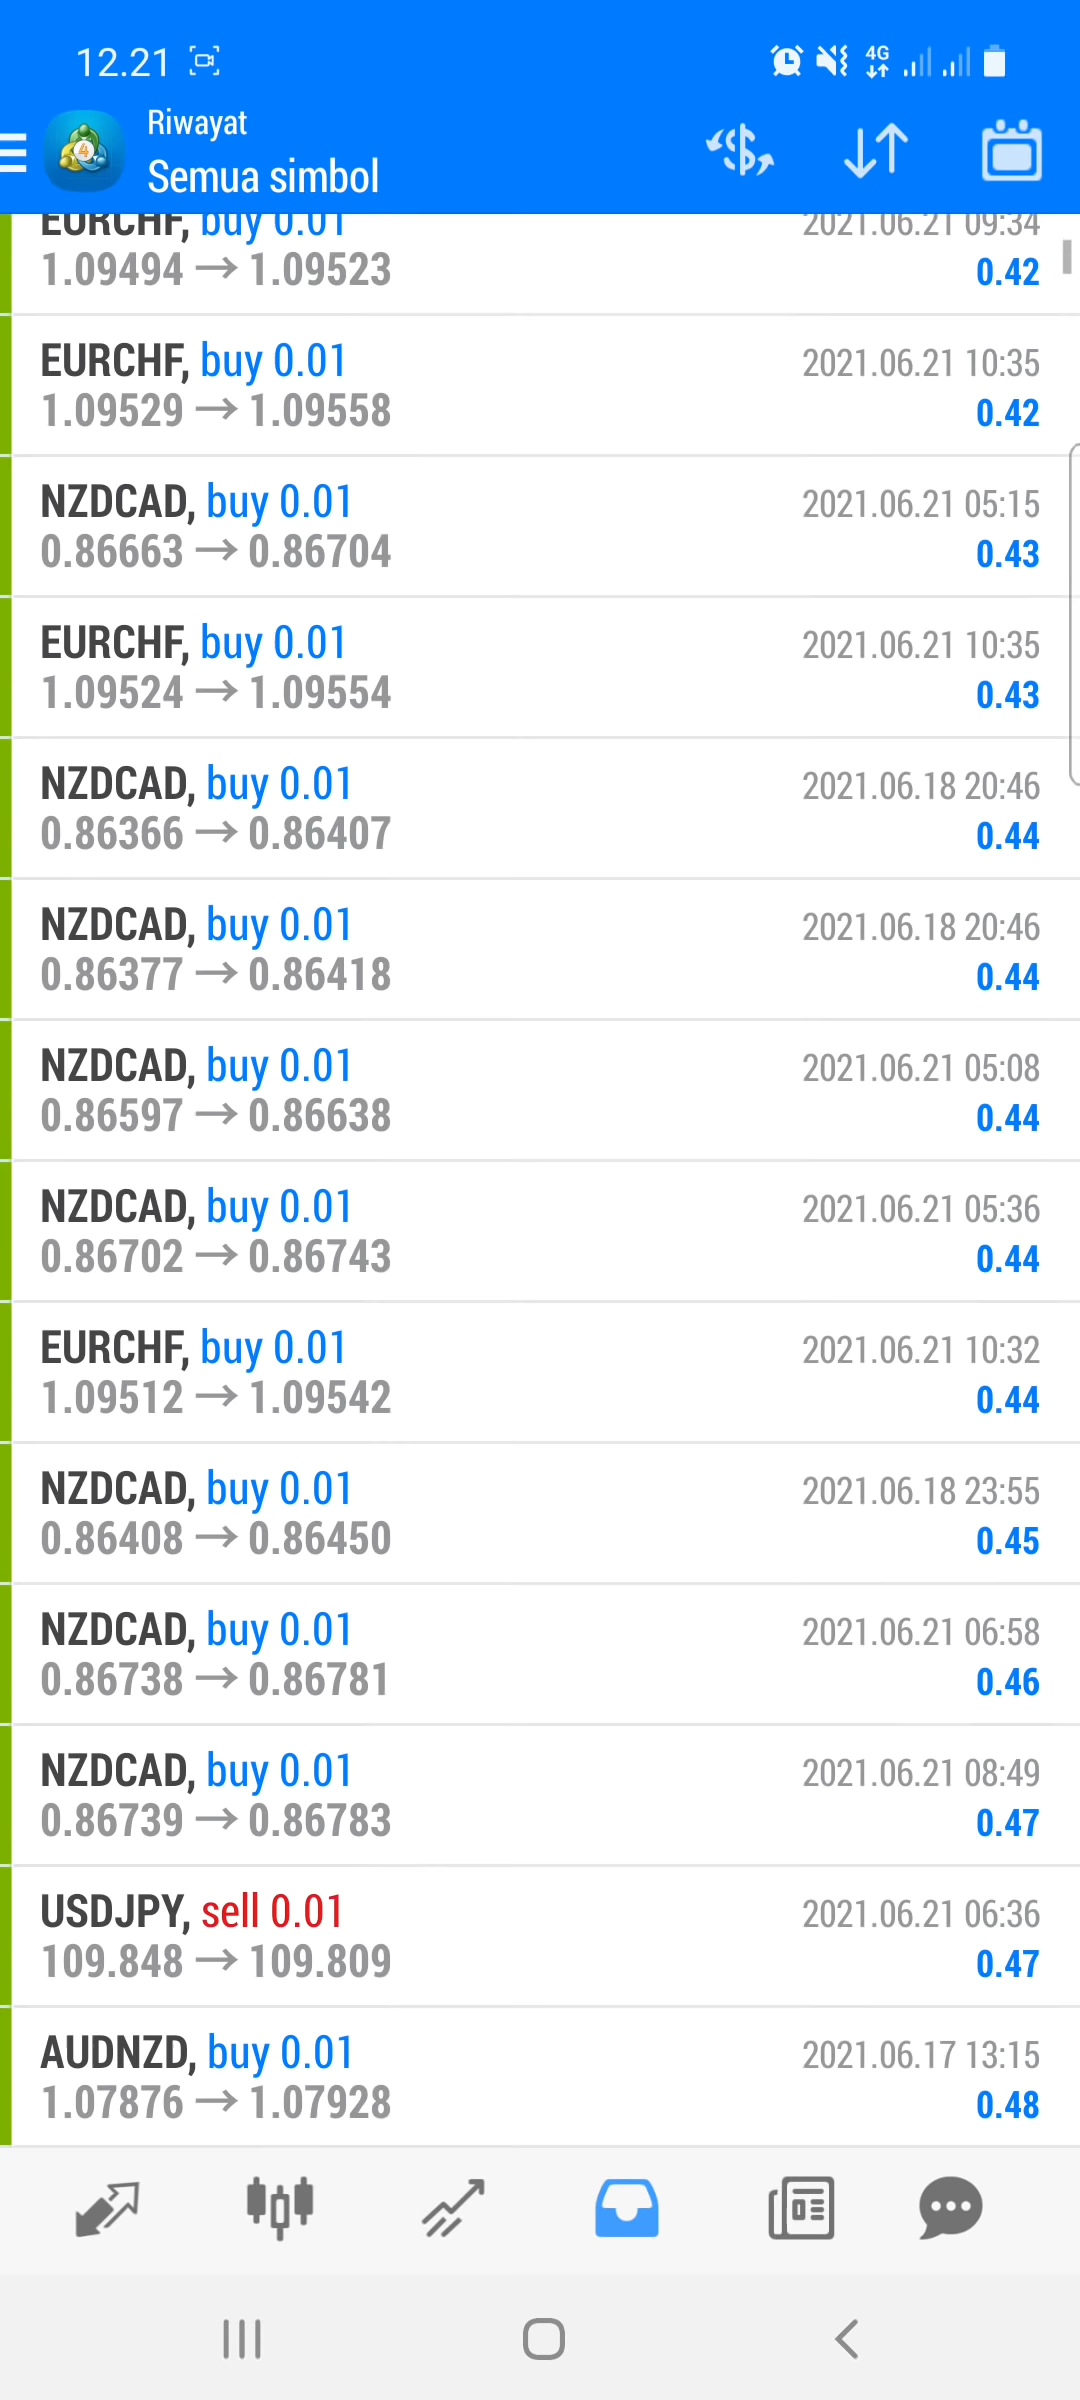 12.21
4G
Riwayat
Semua simbol
EURCHF, buy 0.01 2021.06.21 09:34
1.09494 → 1.09523 0.42
EURCHF, buy 0.01 2021.06.21 10:35
1.09529 → 1.09558 0.42
NZDCAD, buy 0.01 2021.06.21 05:15
0.86663 → 0.86704 0.43
EURCHF, buy 0.01 2021.06.21 10:35
1.09524 → 1.09554 0.43
NZDCAD, buy 0.01 2021.06.18 20:46
0.86366 → 0.86407 0.44
NZDCAD, buy 0.01 2021.06.18 20:46
0.86377 → 0.86418 0.44
NZDCAD, buy 0.01 2021.06.21 05:08
0.86597 → 0.86638 0.44
NZDCAD, buy 0.01 2021.06.21 05:36
0.86702 → 0.86743 0.44
EURCHF, buy 0.01 2021.06.21 10:32
1.09512 → 1.09542 0.44
NZDCAD, buy 0.01 2021.06.18 23:55
0.86408 → 0.86450 0.45
NZDCAD, buy 0.01 2021.06.21 06:58
0.86738 → 0.86781 0.46
NZDCAD, buy 0.01 2021.06.21 08:49
0.86739 → 0.86783 0.47
USDJPY, sell 0.01 2021.06.21 06:36
109.848 → 109.809 0.47
AUDNZD, buy 0.01 2021.06.17 13:15
1.07876 → 1.07928 0.48